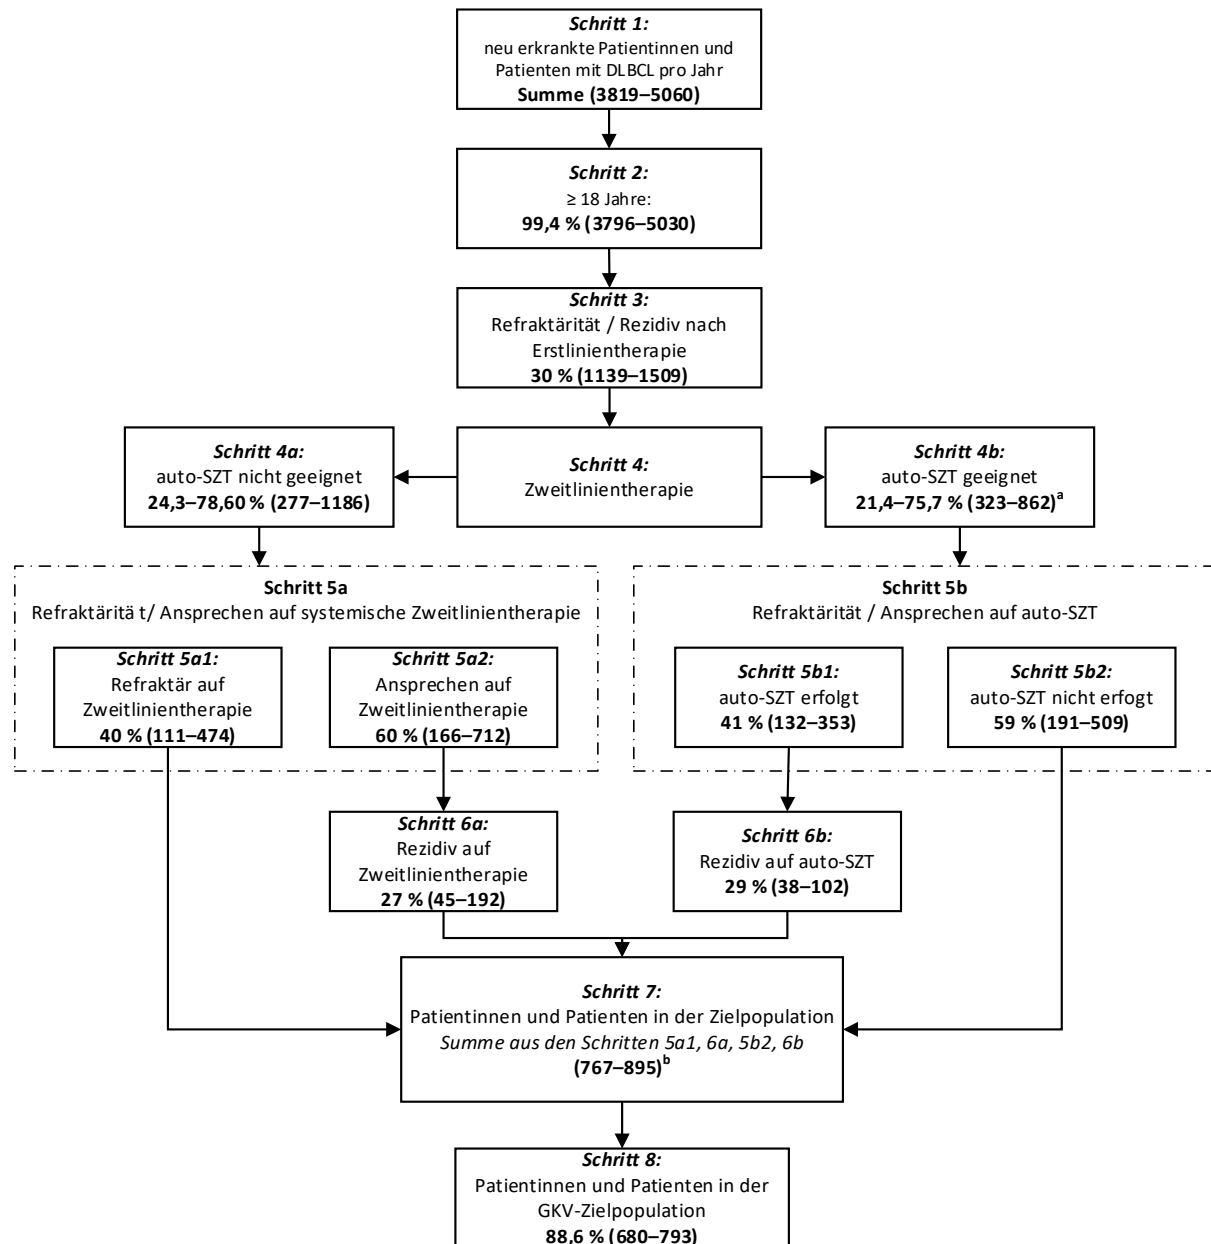 Schritt 1:
neu erkrankte Patientinnen und
Patienten mit DLBCL pro Jahr
Summe (3819–5060)
Schritt 2:
≥ 18 Jahre:
99,4 % (3796–5030)
Schritt 3:
Refraktärität / Rezidiv nach
Erstlinientherapie
30 % (1139–1509)
Schritt 4a:
auto-SZT nicht geeignet
24,3–78,60 % (277–1186)
Schritt 4:
Zweitlinientherapie
Schritt 4b:
auto-SZT geeignet
21,4–75,7 % (323–862)a
Schritt 5a
Refraktäritä t/ Ansprechen auf systemische Zweitlinientherapie
Schritt 5a1:
Refraktär auf
Zweitlinientherapie
40 % (111–474)
Schritt 5a2:
Ansprechen auf
Zweitlinientherapie
60 % (166–712)
Schritt 5b
Refraktärität / Ansprechen auf auto-SZT
Schritt 5b1:
auto-SZT erfolgt
41 % (132–353)
Schritt 5b2:
auto-SZT nicht erfogt
59 % (191–509)
Schritt 6a:
Rezidiv auf
Zweitlinientherapie
27 % (45–192)
Schritt 6b:
Rezidiv auf auto-SZT
29 % (38–102)
Schritt 7:
Patientinnen und Patienten in der Zielpopulation
Summe aus den Schritten 5a1, 6a, 5b2, 6b
(767–895)b
Schritt 8:
Patientinnen und Patienten in der
GKV-Zielpopulation
88,6 % (680–793)